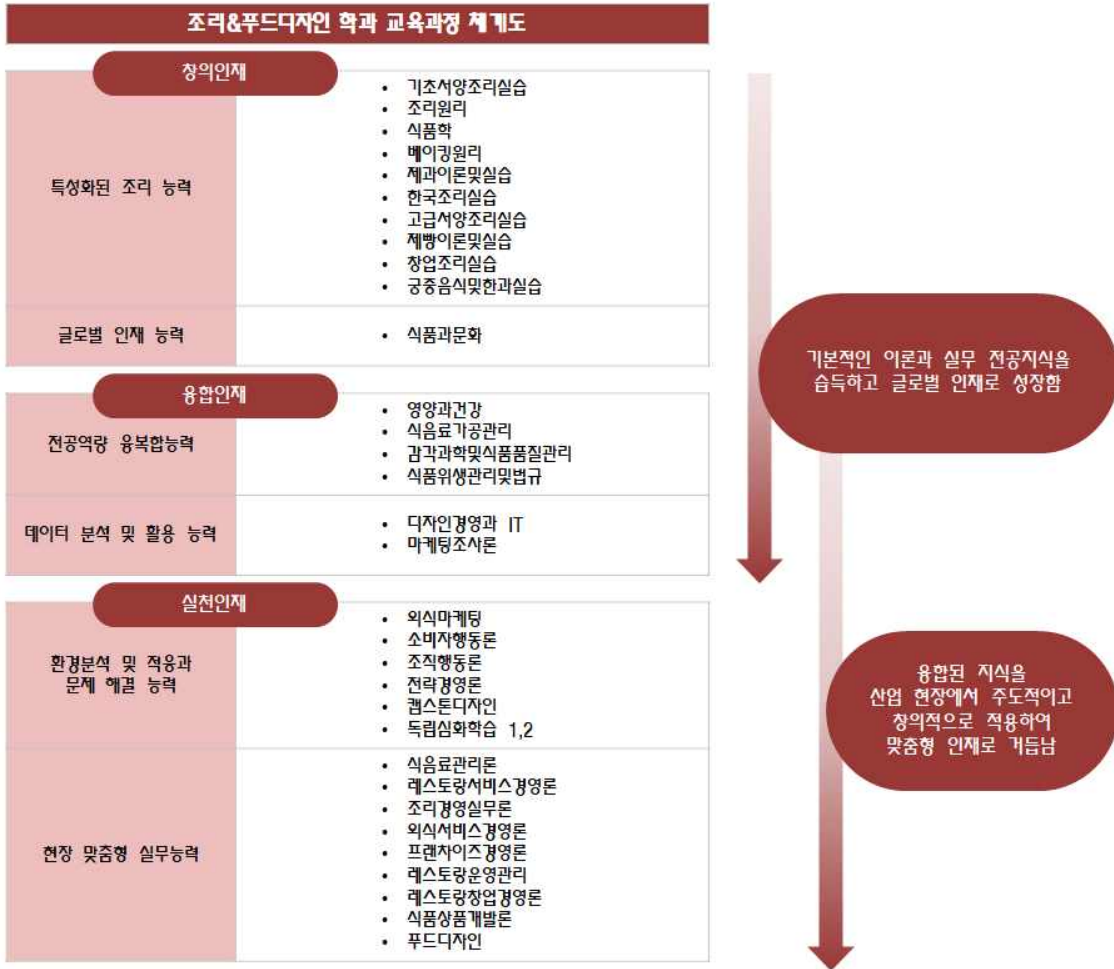 조리&푸드디자인 학과 교육과정 체계도
창의인재
특성화된 조리 능력
• 기초서양조리실습
• 조리원리
• 식품학
• 베이킹원리
• 제과이론및실습
• 한국조리실습
• 고급서양조리실습
• 제빵이론및실습
• 창업조리실습
• 궁중음식및한과실습
글로벌 인재 능력
• 식품과문화
융합인재
전공역량 융복합능력
• 영양과건강
• 식음료가공관리
• 감각과학및식품품질관리
• 식품위생관리및법규
데이터 분석 및 활용 능력
• 디자인경영과 IT
• 마케팅조사론
실천인재
환경분석 및 적응과
문제 해결 능력
• 외식마케팅
• 소비자행동론
• 조직행동론
• 전략경영론
• 캡스톤디자인
• 독립심화학습 1,2
현장 맞춤형 실무능력
• 식음료관리론
• 레스토랑서비스경영론
• 조리경영실무론
• 외식서비스경영론
• 프랜차이즈경영론
• 레스토랑운영관리
• 레스토랑창업경영론
• 식품상품개발론
• 푸드디자인
기본적인 이론과 실무 전공지식을
습득하고 글로벌 인재로 성장함
융합된 지식을
산업 현장에서 주도적이고
창의적으로 적용하여
맞춤형 인재로 거듭남